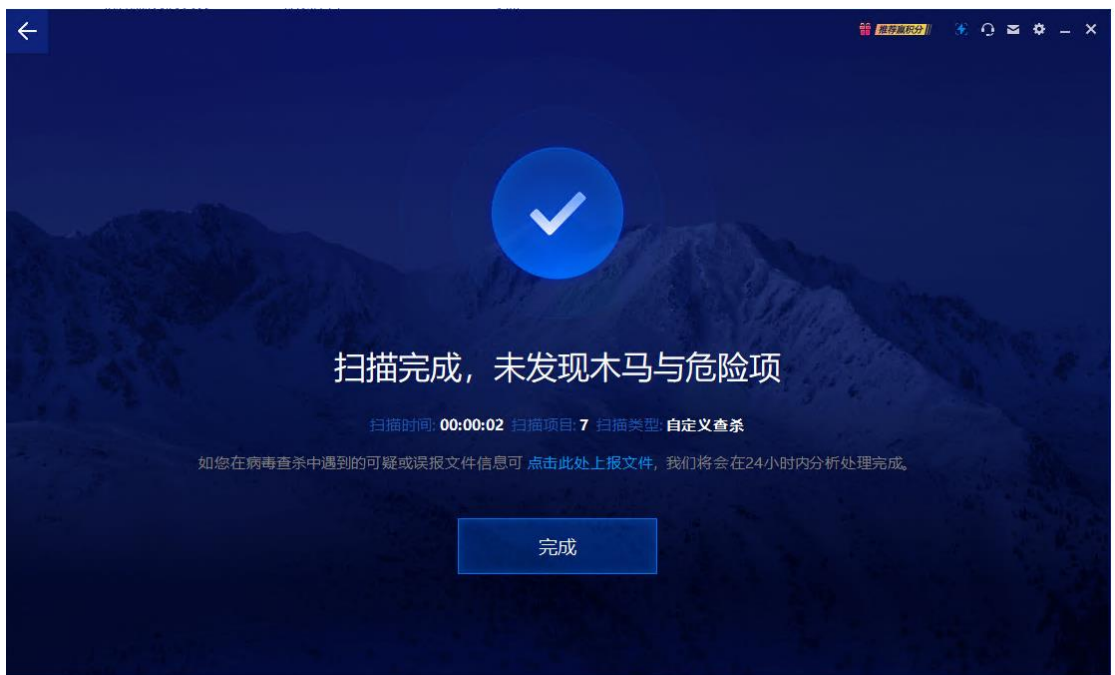 推荐赢积分
扫描完成，未发现木马与危险项
扫描时间: 00:00:02 扫描项目: 7 扫描类型: 自定义查杀
如您在病毒查杀中遇到的可疑或误报文件信息可 点击此处上报文件, 我们将会在24小时内分析处理完成。
完成